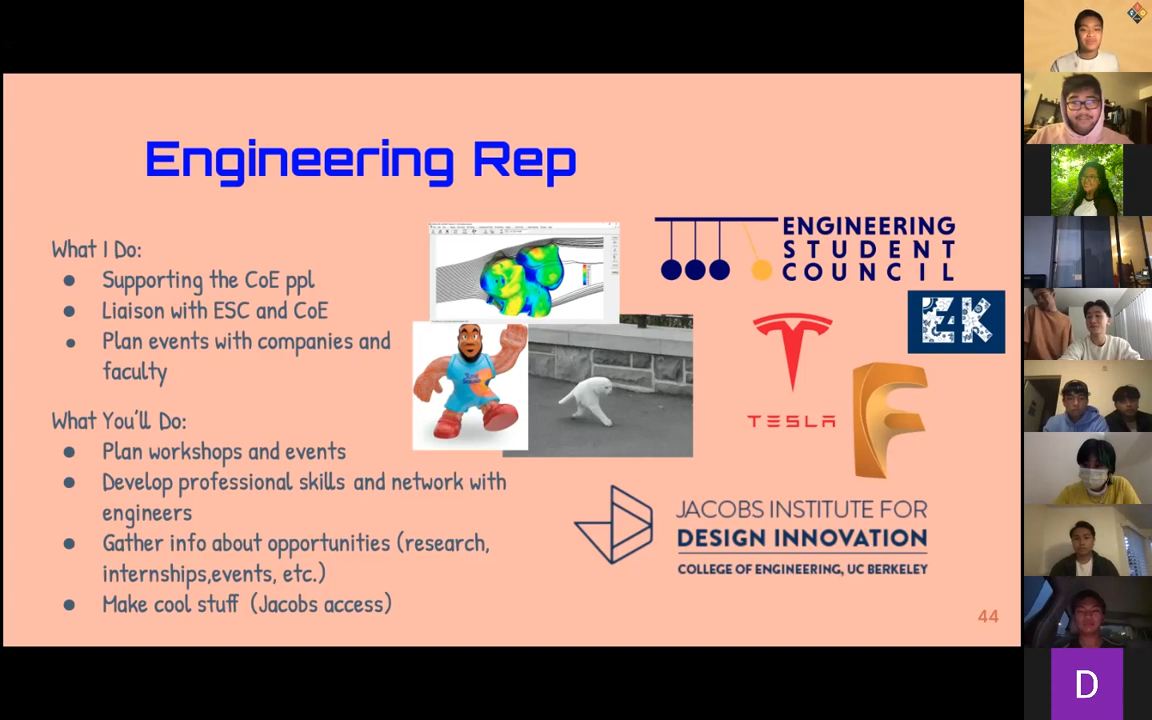 Engineering Rep
What I Do:
● Supporting the CoE ppl
● Liaison with ESC and CoE
● Plan events with companies and
faculty
What You'll Do:
● Plan workshops and events
● Develop professional skills and network with
engineers
● Gather info about opportunities (research,
internships,events, etc.)
● Make cool stuff (Jacobs access)
ENGINEERING
STUDENT
COUNCIL
EK
TESLA
F
JACOBS INSTITUTE FOR
DESIGN INNOVATION
COLLEGE OF ENGINEERING, UC BERKELEY
44
D